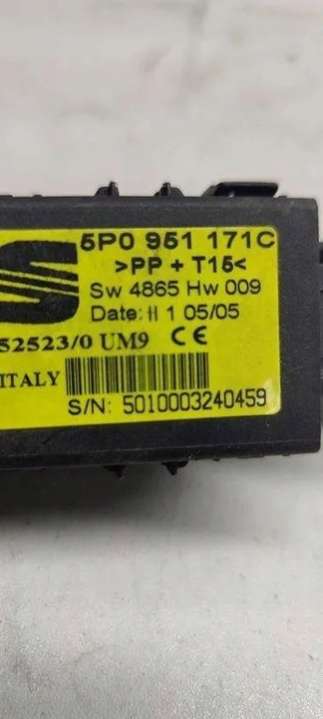 5P0 951 171C
>PP + T15<
Sw 4865 Hw 009
Date: II 1 05/05
52523/0 UM9 CE
ITALY
S/N: 5010003240459